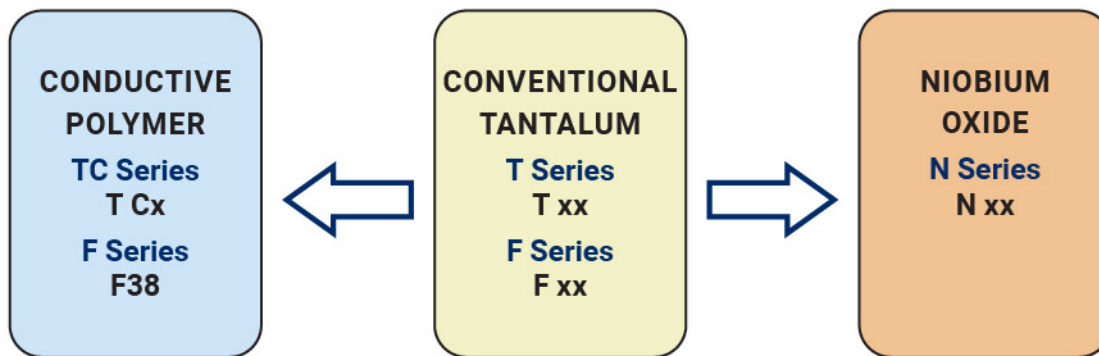 CONDUCTIVE
POLYMER
TC Series
T Cx
F Series
F38
CONVENTIONAL
TANTALUM
T Series
T xx
F Series
F xx
NIOBIUM
OXIDE
N Series
N xx